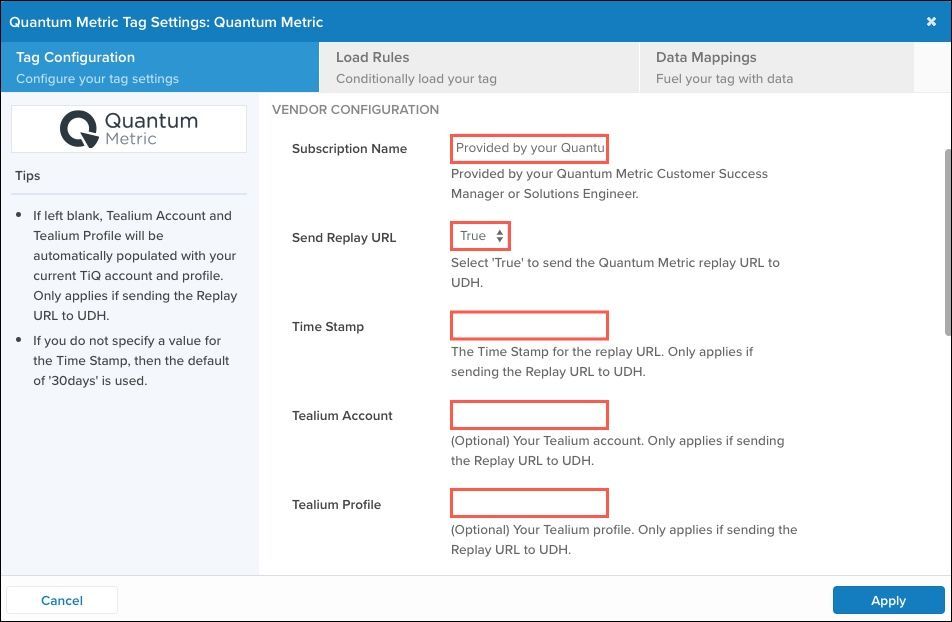 Quantum Metric Tag Settings: Quantum Metric
Tag Configuration
Configure your tag settings
Load Rules
Conditionally load your tag
Data Mappings
Fuel your tag with data
Quantum
Metric
Tips
If left blank, Tealium Account and
Tealium Profile will be
automatically populated with your
current TiQ account and profile.
Only applies if sending the Replay
URL to UDH.
If you do not specify a value for
the Time Stamp, then the default
of '30days' is used.
VENDOR CONFIGURATION
Subscription Name
Provided by your Quantu
Provided by your Quantum Metric Customer Success
Manager or Solutions Engineer.
Send Replay URL
True
Select 'True' to send the Quantum Metric replay URL to
UDH.
Time Stamp
The Time Stamp for the replay URL. Only applies if
sending the Replay URL to UDH.
Tealium Account
(Optional) Your Tealium account. Only applies if sending
the Replay URL to UDH.
Tealium Profile
(Optional) Your Tealium profile. Only applies if sending the
Replay URL to UDH.
Cancel
Apply